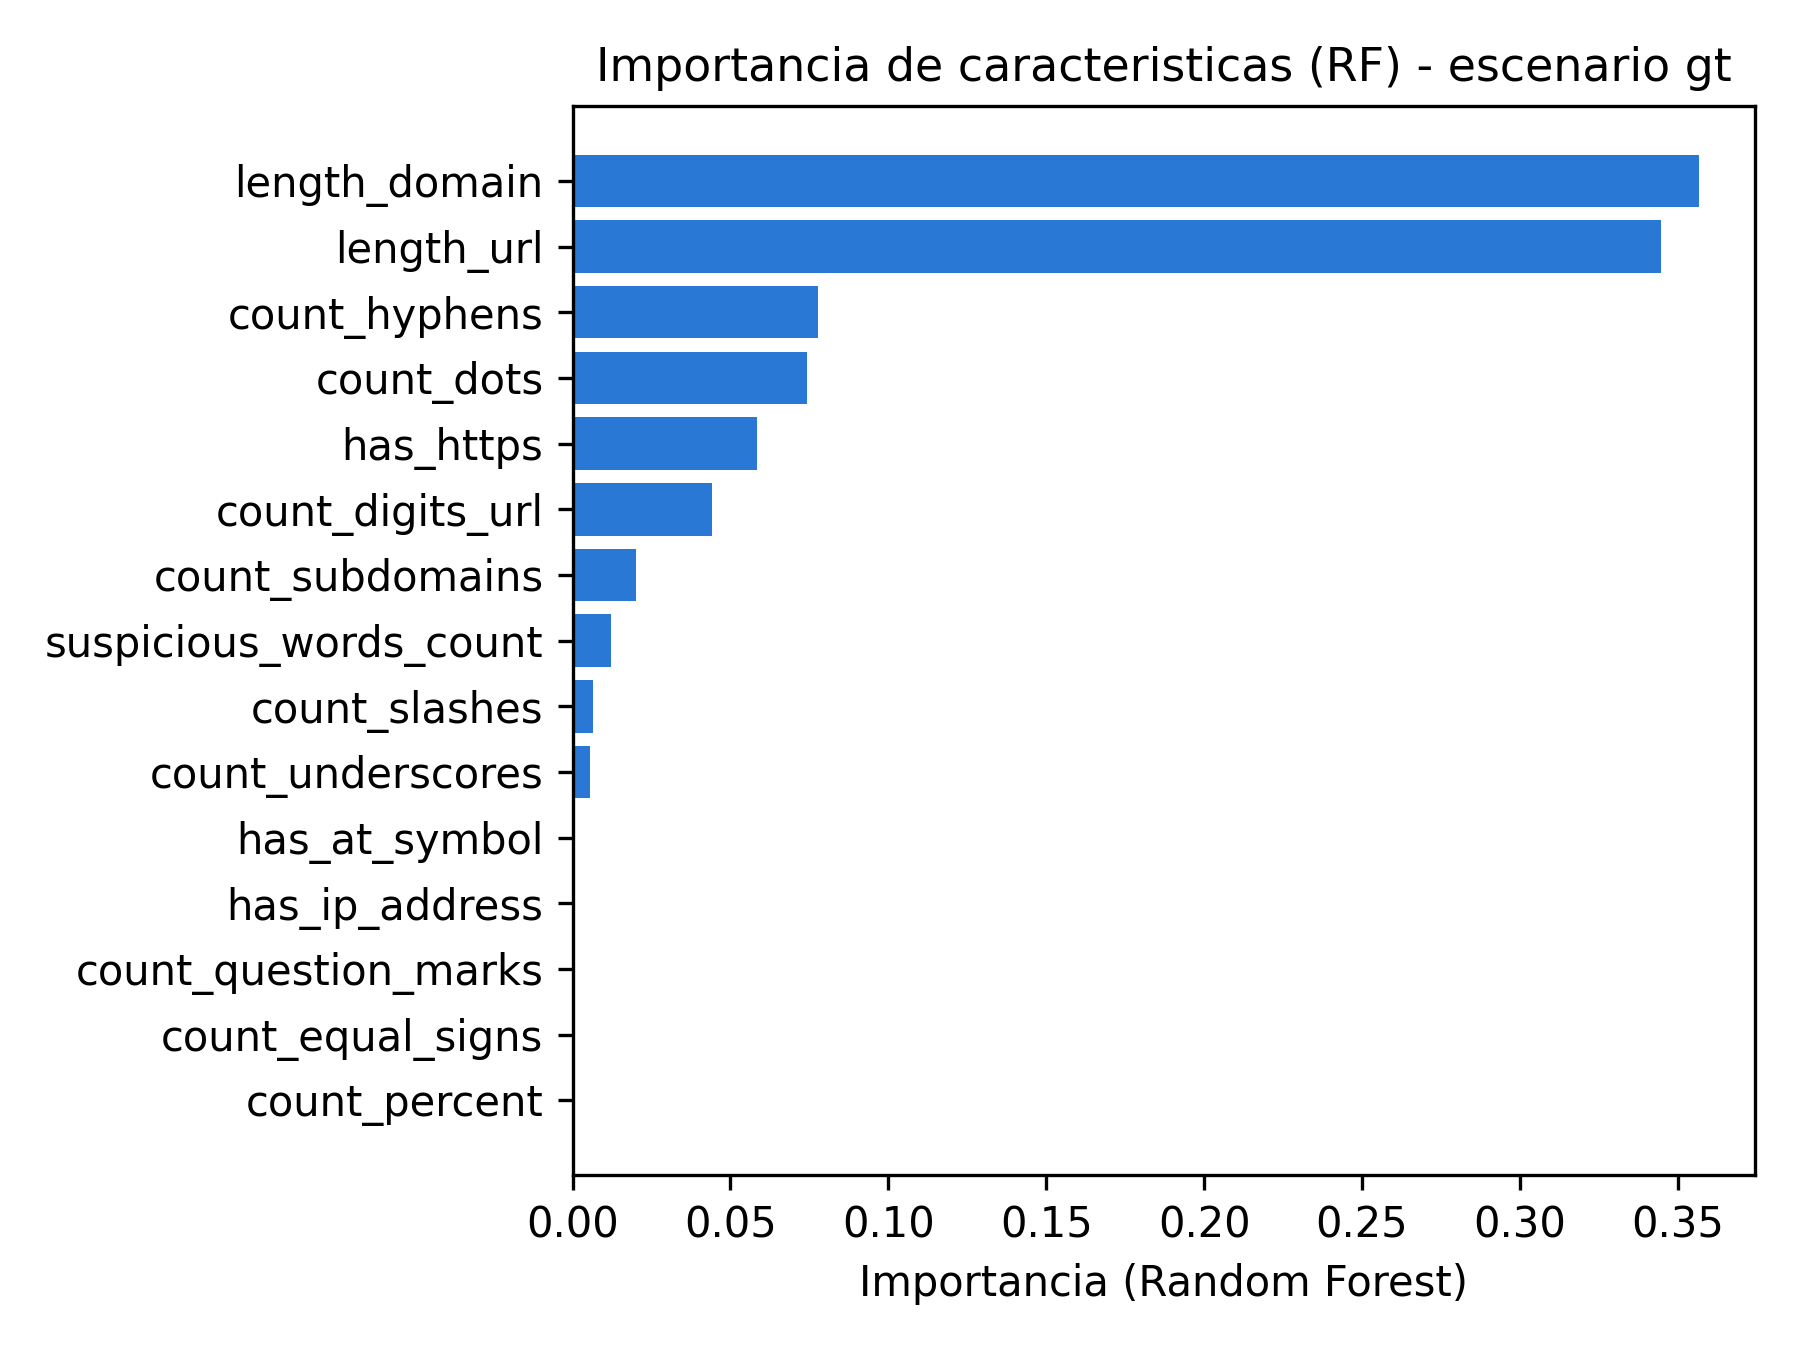 Importancia de caracteristicas (RF) - escenario gt
length_domain
length_url
count_hyphens
count_dots
has_https
count_digits_url
count_subdomains
suspicious_words_count
count_slashes
count_underscores
has_at_symbol
has_ip_address
count_question_marks
count_equal_signs
count_percent
0.00 0.05 0.10 0.15 0.20 0.25 0.30 0.35
Importancia (Random Forest)